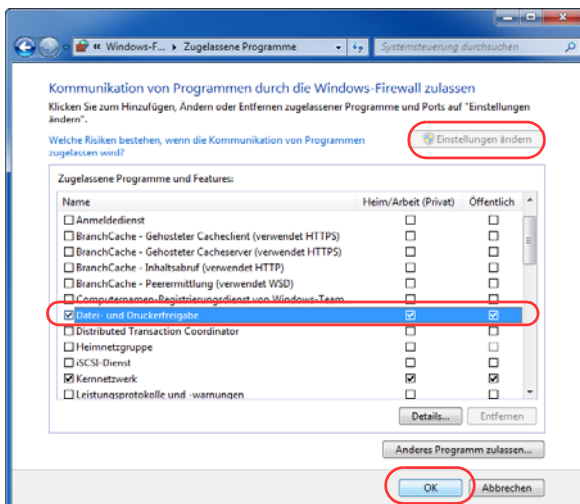 « Windows-F... ▸ Zugelassene Programme
Systemsteuerung durchsuchen
Kommunikation von Programmen durch die Windows-Firewall zulassen
Klicken Sie zum Hinzufügen, Ändern oder Entfernen zugelassener Programme und Ports auf "Einstellungen
ändern".
Welche Risiken bestehen, wenn die Kommunikation von Programmen
zugelassen wird?
Einstellungen ändern
Zugelassene Programme und Features:
Name Heim/Arbeit (Privat) Öffentlich
Anmeldedienst
BranchCache - Gehosteter Cacheclient (verwendet HTTPS)
BranchCache - Gehosteter Cacheserver (verwendet HTTPS)
BranchCache - Inhaltsabruf (verwendet HTTP)
BranchCache - Peerermittlung (verwendet WSD)
Computernamen-Registrierungsdienst von Windows-Team...
Datei- und Druckerfreigabe
Distributed Transaction Coordinator
Heimnetzgruppe
iSCSI-Dienst
Kernnetzwerk
Leistungsprotokolle und -warnungen
Details... Entfernen
Anderes Programm zulassen...
OK Abbrechen